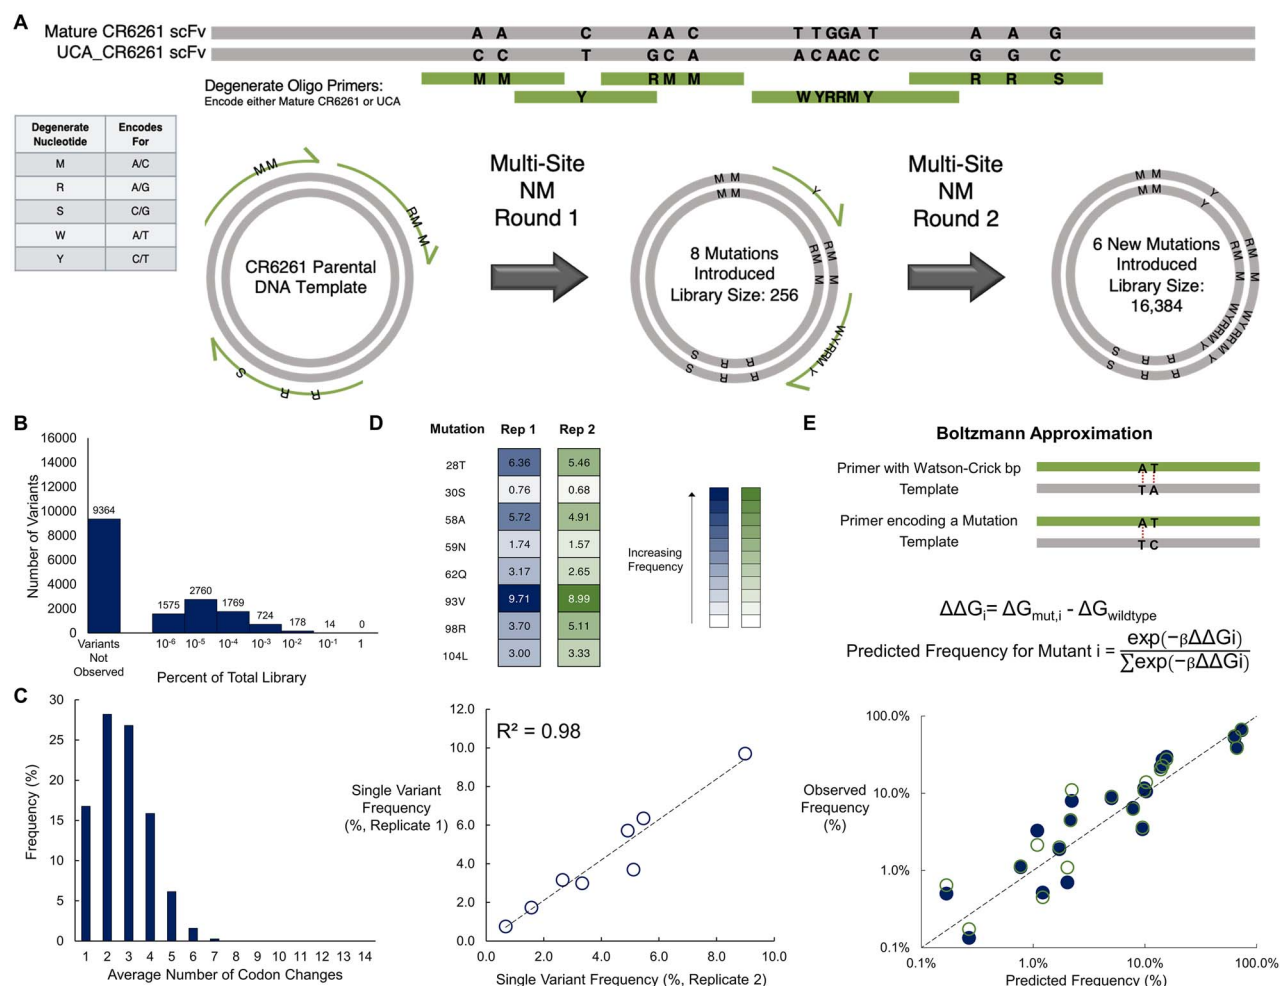 A
Mature CR6261 scFv
A A C A A C T T GGA T A A G
UCA_CR6261 scFv
C C T G C A A C AAC C G G C
Degenerate Oligo Primers:
Encode either Mature CR6261 or UCA
M M R M M R R S
Y W YRRM Y
Degenerate Nucleotide Encodes For
M A/C
R A/G
S C/G
W A/T
Y C/T
M M
R M M
S R R
CR6261 Parental
DNA Template
Multi-Site
NM
Round 1
M M
M M
Y
R M M
R M M
8 Mutations
Introduced
Library Size: 256
W Y R R M Y
S R R
S R R
Multi-Site
NM
Round 2
M M
M M
Y
Y
R M M
R M M
6 New Mutations
Introduced
Library Size:
16,384
W Y R R M Y
W Y R R M Y
S R R
S R R
B
Number of Variants
16000
14000
12000
10000
8000
6000
4000
2000
0
9364 1575 2760 1769 724 178 14 0
Variants
Not
Observed
10-6 10-5 10-4 10-3 10-2 10-1 1
Percent of Total Library
C
Frequency (%)
30
25
20
15
10
5
0
1 2 3 4 5 6 7 8 9 10 11 12 13 14
Average Number of Codon Changes
D
Mutation Rep 1 Rep 2
28T 6.36 5.46
30S 0.76 0.68
58A 5.72 4.91
59N 1.74 1.57
62Q 3.17 2.65
93V 9.71 8.99
98R 3.70 5.11
104L 3.00 3.33
Increasing
Frequency
R² = 0.98
Single Variant
Frequency
(%, Replicate 1)
12.0
10.0
8.0
6.0
4.0
2.0
0.0
0.0 2.0 4.0 6.0 8.0 10.0
Single Variant Frequency (%, Replicate 2)
E
Boltzmann Approximation
Primer with Watson-Crick bp
A T
Template
T A
Primer encoding a Mutation
A T
Template
T C
ΔΔGi= ΔGmut,i - ΔGwildtype
Predicted Frequency for Mutant i = exp(−βΔΔGi)
∑exp(−βΔΔGi)
Observed
Frequency
(%)
100.0%
10.0%
1.0%
0.1%
0.1% 1.0% 10.0% 100.0%
Predicted Frequency (%)